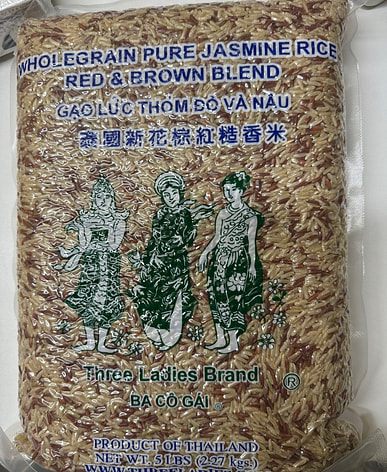 WHOLEGRAIN PURE JASMINE RICE
RED & BROWN BLEND
GẠO LỨC THƠM ĐỎ VÀ NÂU
泰國新花棕紅糙香米
Three Ladies Brand ®
BA CÔ GÁI ®
PRODUCT OF THAILAND
NET WT. 5 LBS (2.27 kgs.)